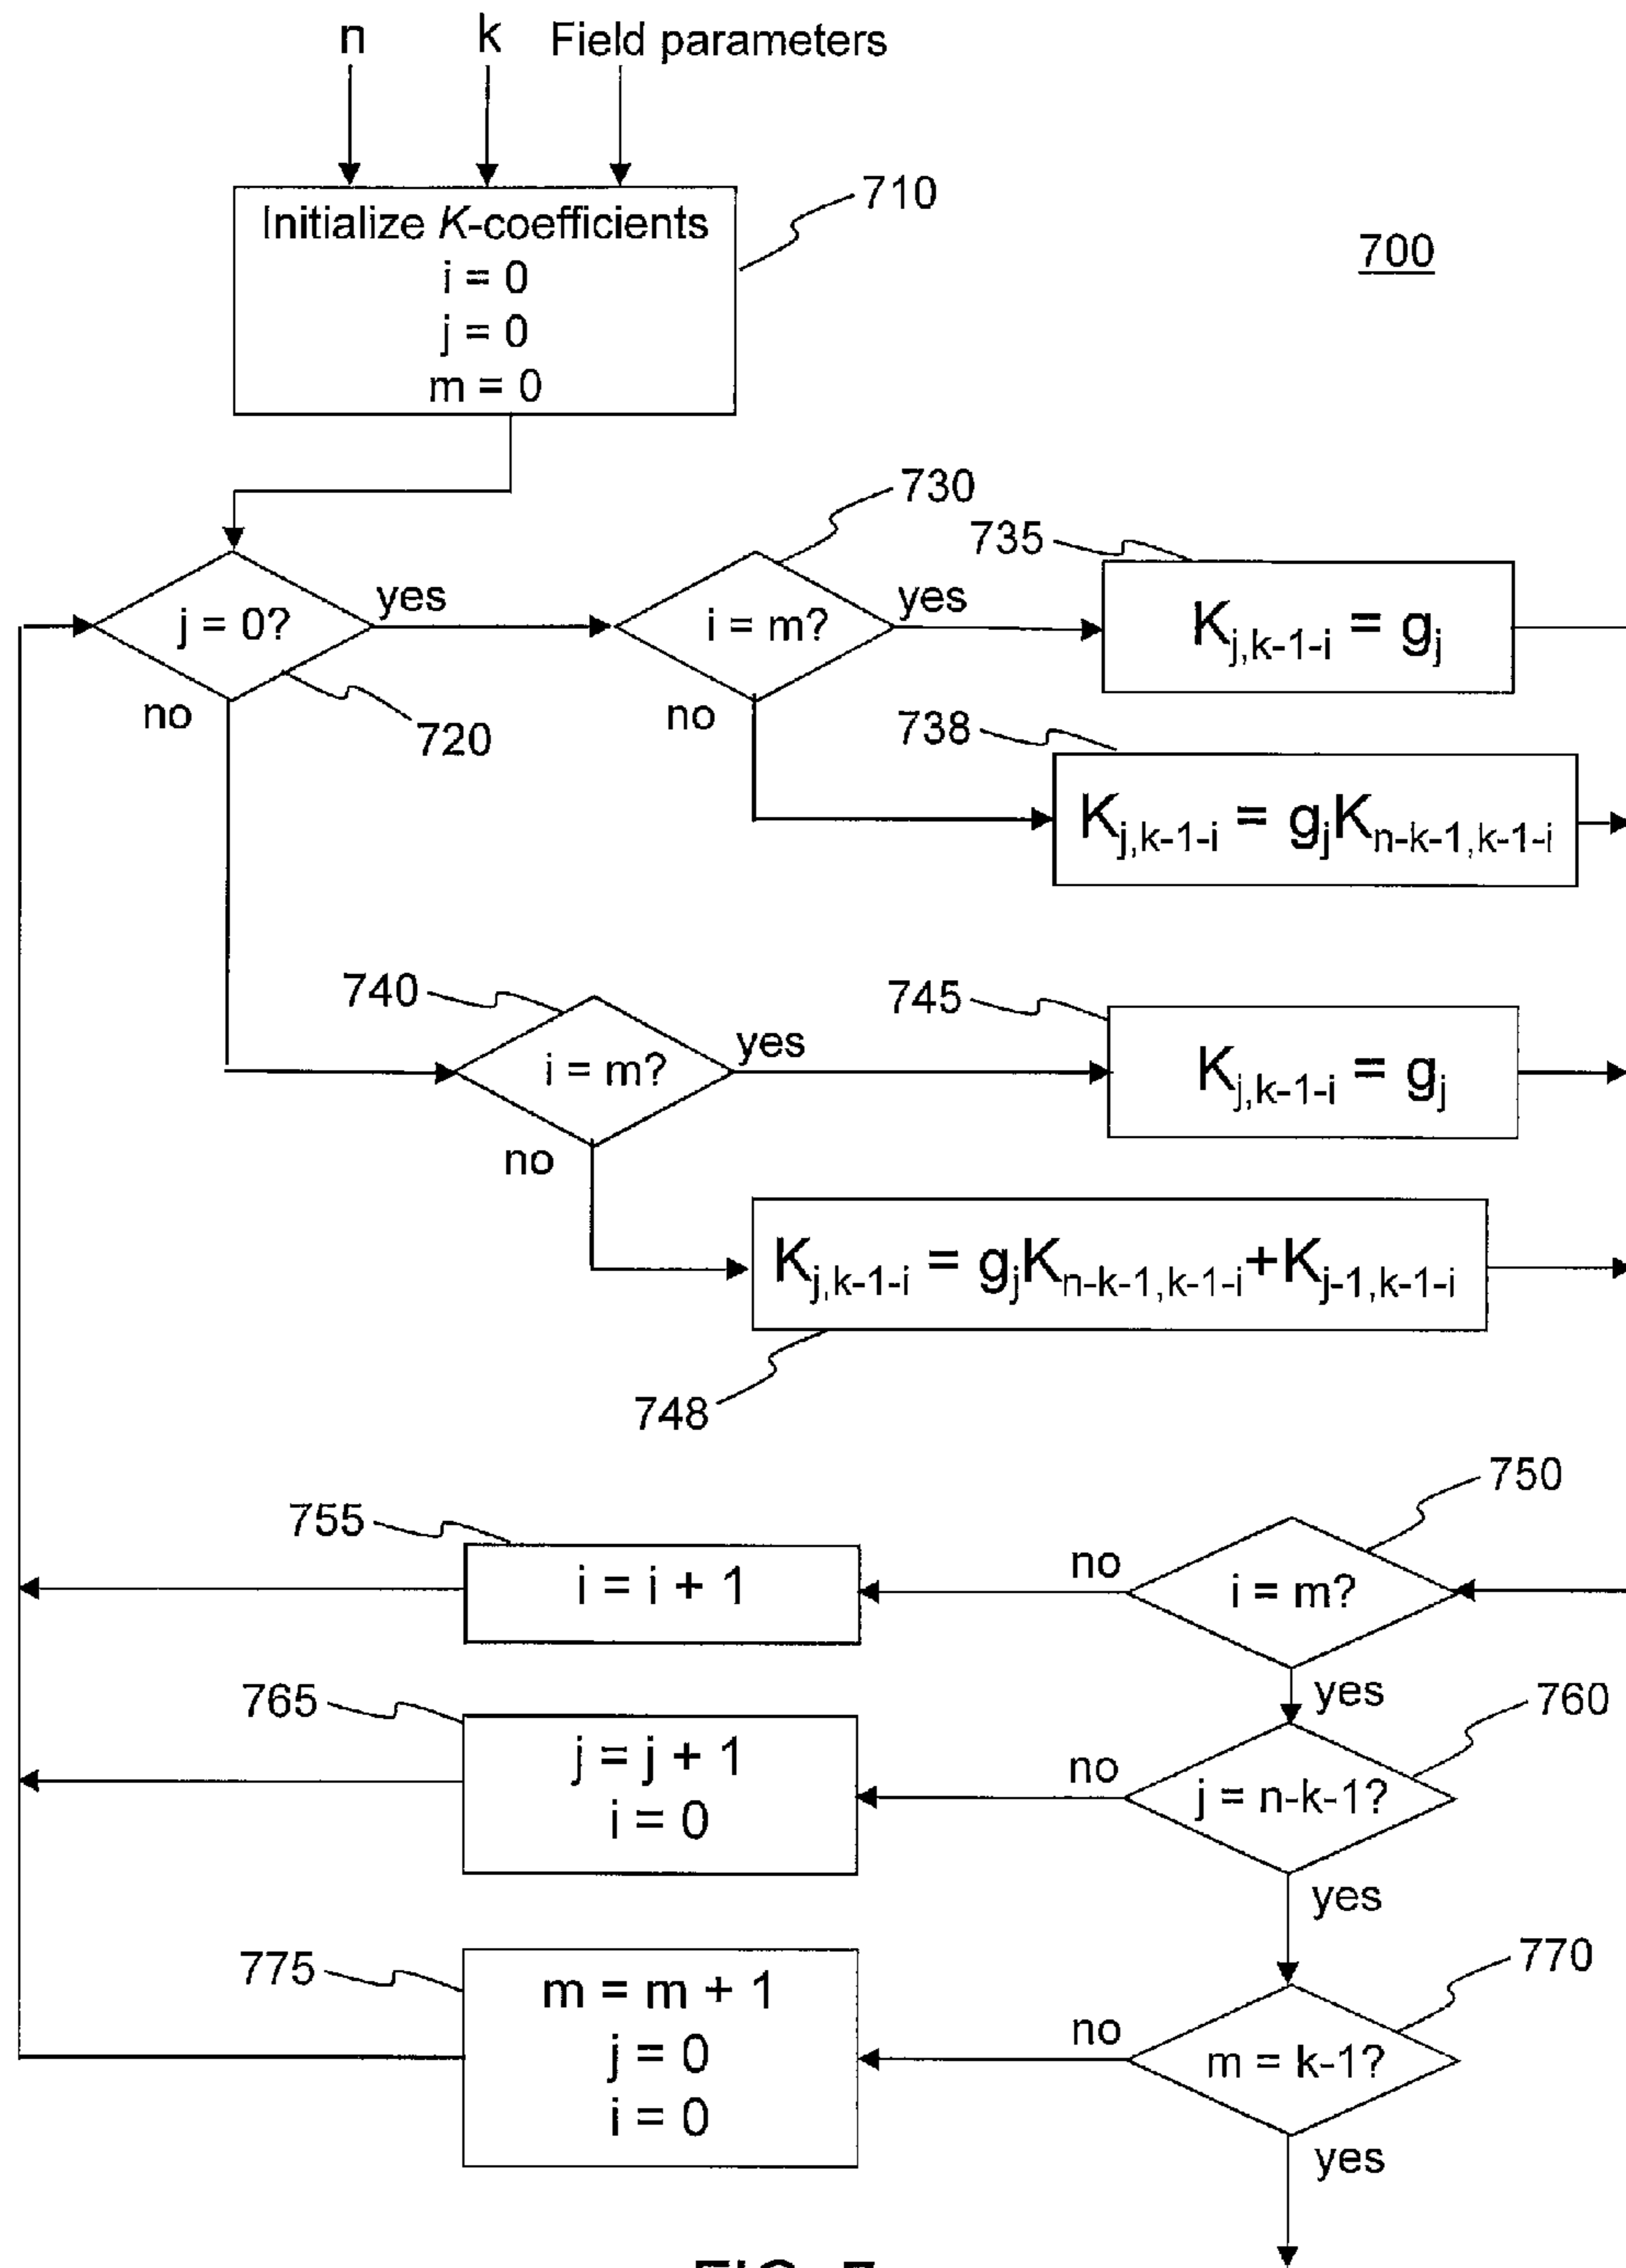 n k Field parameters
Initialize K-coefficients
i = 0
j = 0
m = 0
710
700
730
735
j = 0?
yes
i = m?
yes
K_{j,k-1-i} = g_j
no
720
no
738
K_{j,k-1-i} = g_jK_{n-k-1,k-1-i}
740
i = m?
yes
745
K_{j,k-1-i} = g_j
no
K_{j,k-1-i} = g_jK_{n-k-1,k-1-i}+K_{j-1,k-1-i}
748
750
755
i = i + 1
no
i = m?
yes
760
765
j = j + 1
i = 0
no
j = n-k-1?
yes
770
775
m = m + 1
j = 0
i = 0
no
m = k-1?
yes